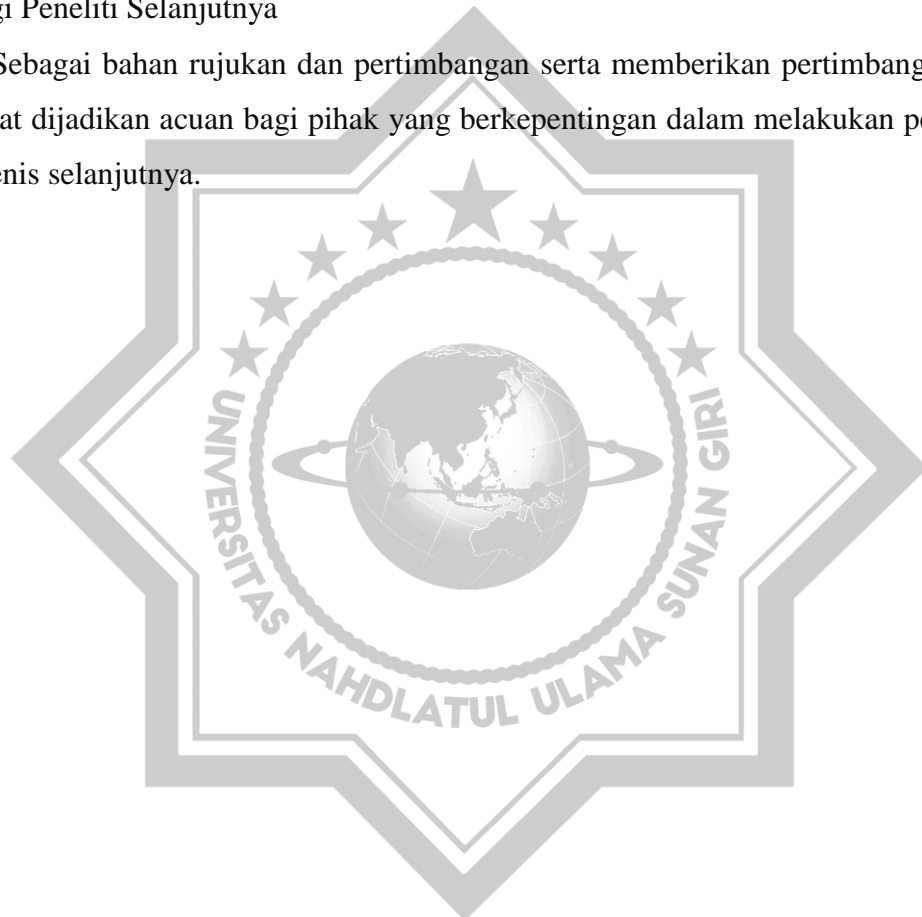 gi Peneliti Selanjutnya
Sebagai bahan rujukan dan pertimbangan serta memberikan pertimbang
at dijadikan acuan bagi pihak yang berkepentingan dalam melakukan pe
enis selanjutnya.
UNIVERSITAS NAHDLATUL ULAMA SUNAN GIRI